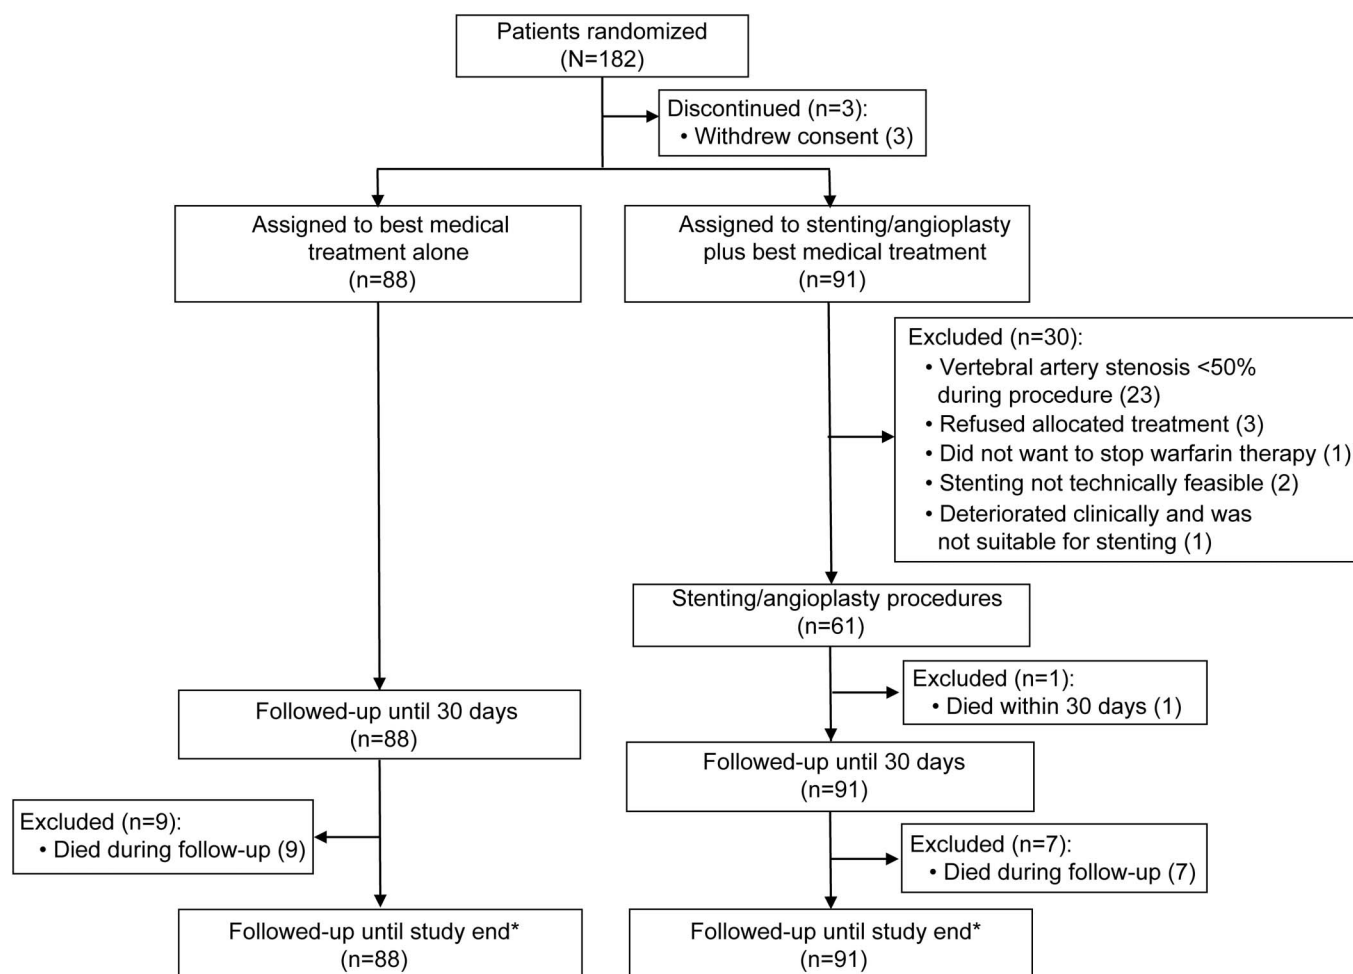 Patients randomized
(N=182)
Discontinued (n=3):
• Withdrew consent (3)
Assigned to best medical
treatment alone
(n=88)
Assigned to stenting/angioplasty
plus best medical treatment
(n=91)
Excluded (n=30):
• Vertebral artery stenosis <50%
during procedure (23)
• Refused allocated treatment (3)
• Did not want to stop warfarin therapy (1)
• Stenting not technically feasible (2)
• Deteriorated clinically and was
not suitable for stenting (1)
Stenting/angioplasty procedures
(n=61)
Excluded (n=1):
• Died within 30 days (1)
Followed-up until 30 days
(n=88)
Followed-up until 30 days
(n=91)
Excluded (n=9):
• Died during follow-up (9)
Excluded (n=7):
• Died during follow-up (7)
Followed-up until study end*
(n=88)
Followed-up until study end*
(n=91)